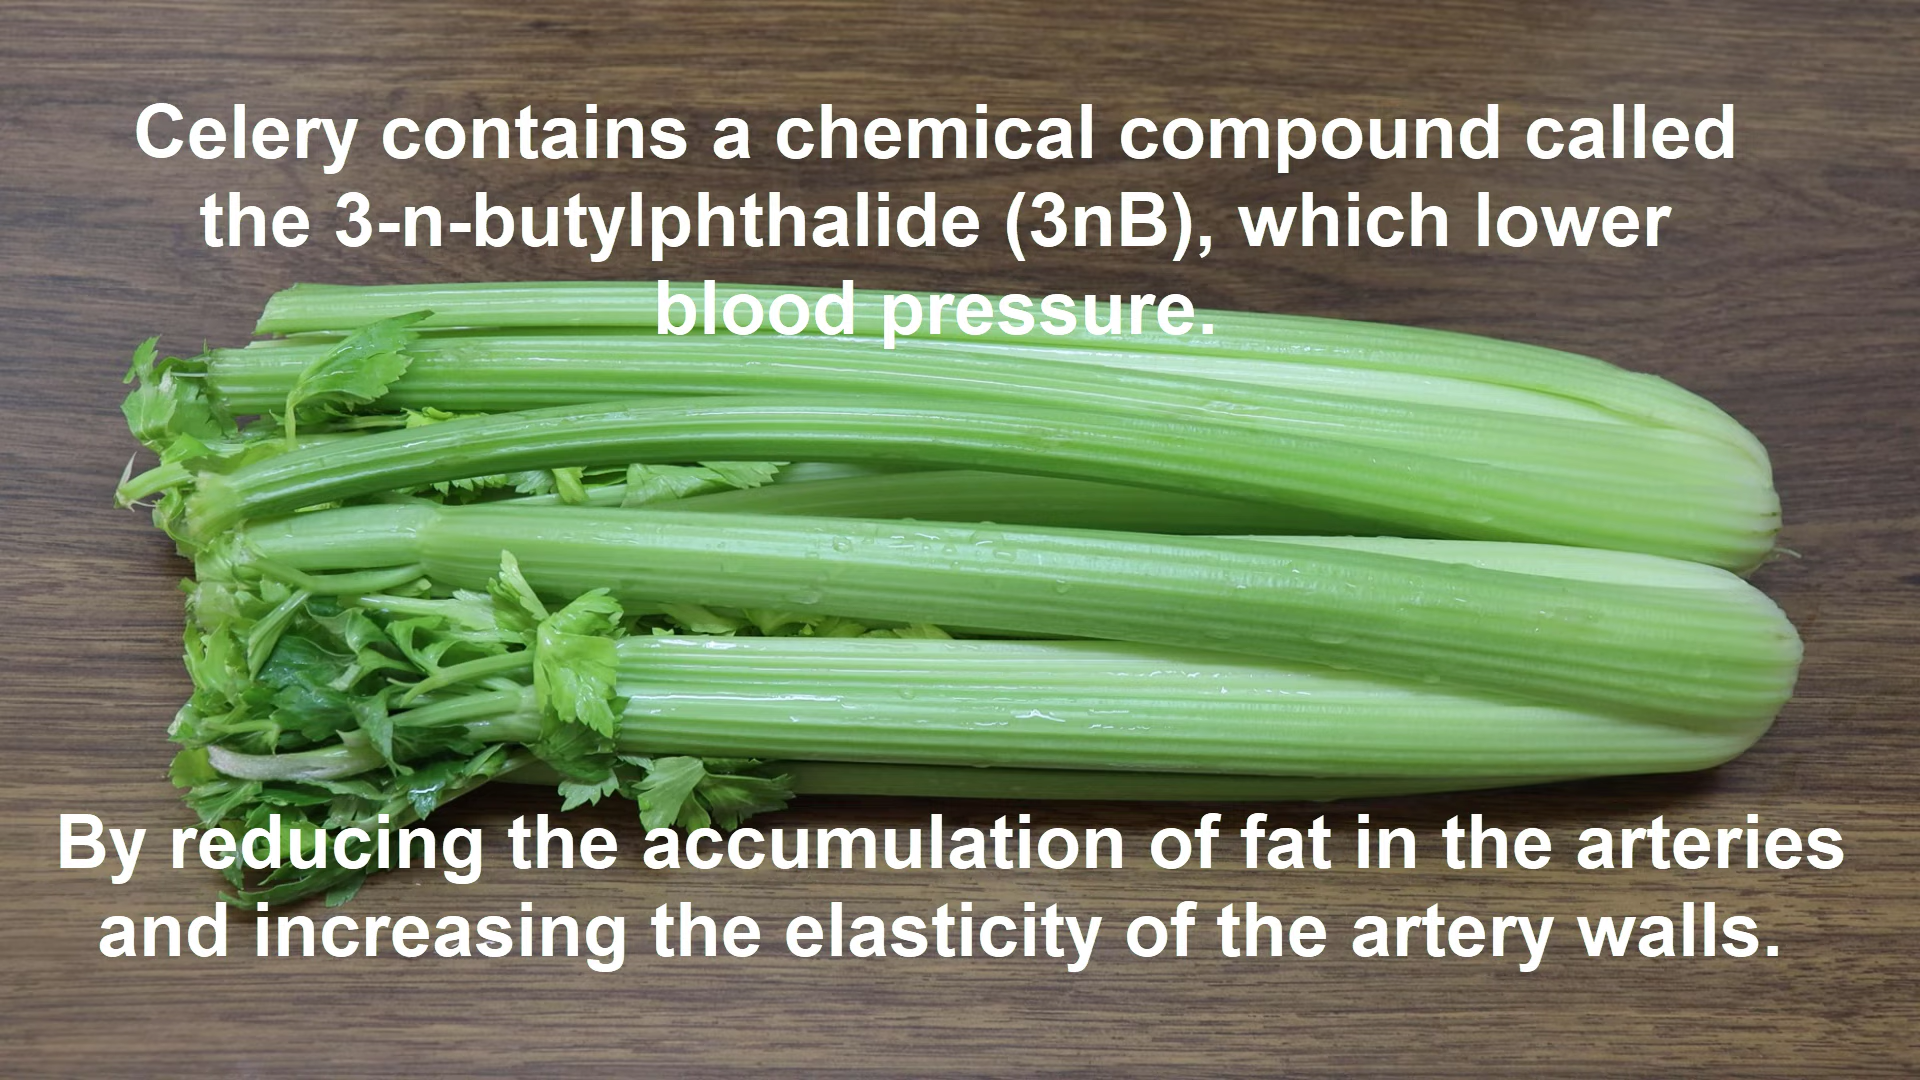 Celery contains a chemical compound called
the 3-n-butylphthalide (3nB), which lower
blood pressure.
By reducing the accumulation of fat in the arteries
and increasing the elasticity of the artery walls.